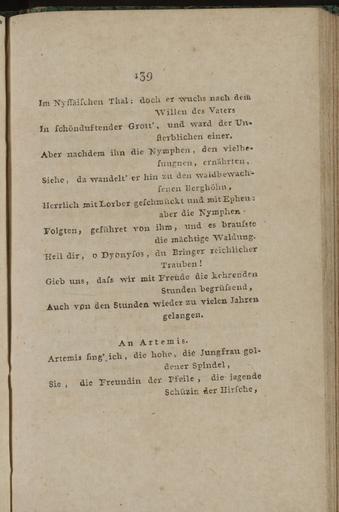 139
Im Nyſſaiſchen Thal: doch er wuchs nach dem
Willen des Vaters
In ſchönduftender Grott', und ward der Un-
ſterblichen einer.
Aber nachdem ihn die Nymphen, den vielbe-
ſungnen, ernährten,
Siehe, da wandelt' er hin zu den waldbewach-
ſenen Berghöhn,
Herrlich mit Lorber geſchmückt und mit Epheu:
aber die Nymphen
Folgten, geführet von ihm, und es brauſste
die mächtige Waldung.
Heil dir, o Dyonyſos, du Bringer reichlicher
Trauben!
Gieb uns, daſs wir mit Freude die kehrenden
Stunden begrüſsend,
Auch von den Stunden wieder zu vielen Jahren
gelangen.
An Artemis.
Artemis ſing' ich, die hohe, die Jungfrau gol-
dener Spindel,
Sie, die Freundin der Pfeile, die jagende
Schüzin der Hirſche,